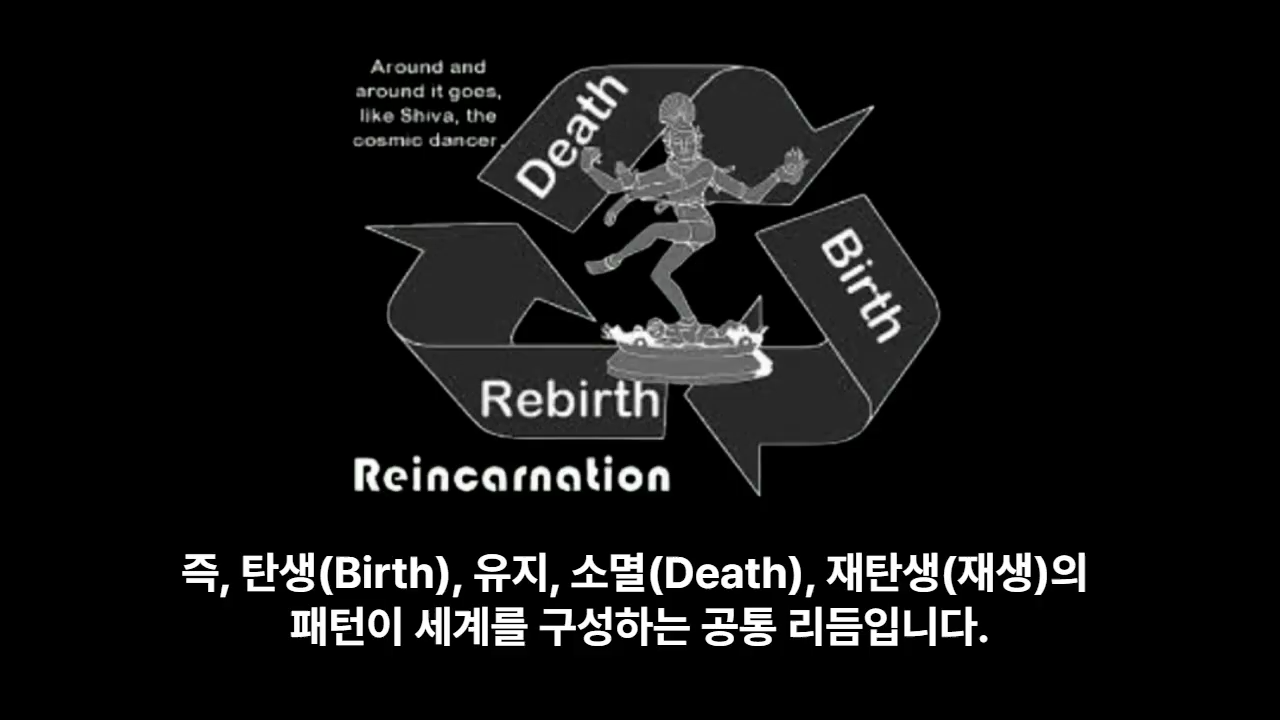 Around and
around it goes,
like Shiva, the
cosmic dancer.
Death
Birth
Rebirth
Reincarnation
즉, 탄생(Birth), 유지, 소멸(Death), 재탄생(재생)의
패턴이 세계를 구성하는 공통 리듬입니다.